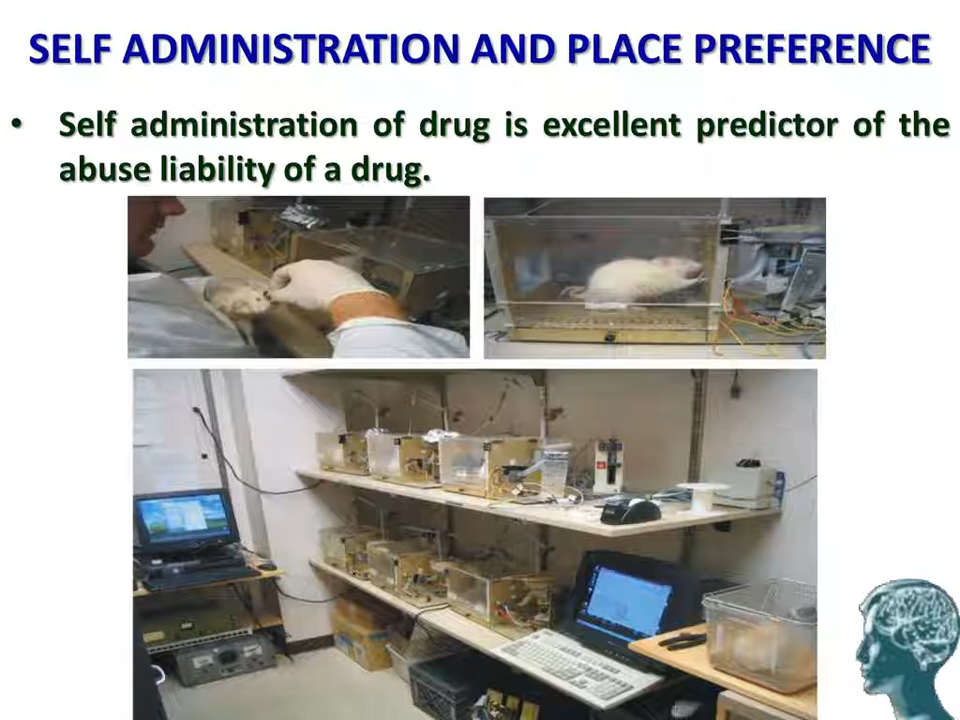 SELF ADMINISTRATION AND PLACE PREFERENCE
• Self administration of drug is excellent predictor of the
abuse liability of a drug.